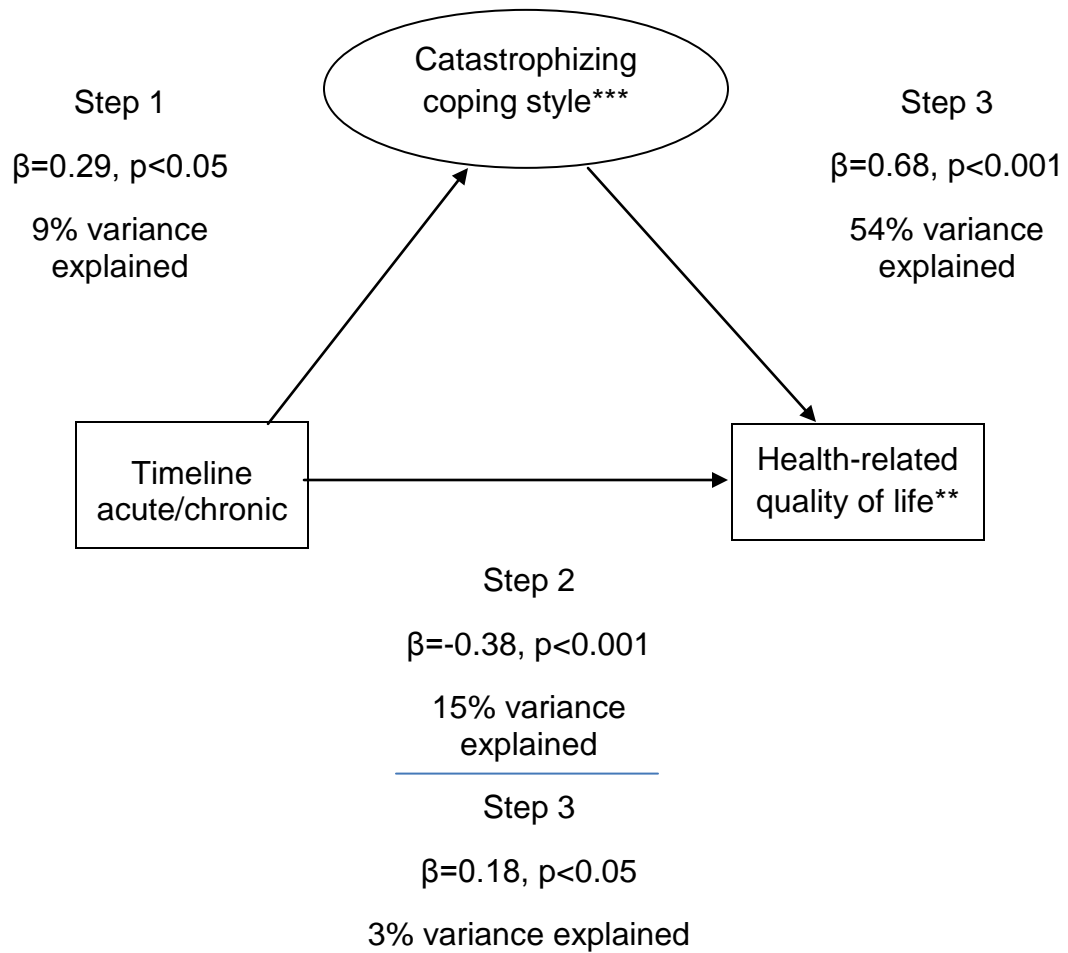 Catastrophizing
coping style***
Step 1
β=0.29, p<0.05
9% variance
explained
Step 3
β=0.68, p<0.001
54% variance
explained
Timeline
acute/chronic
Health-related
quality of life**
Step 2
β=-0.38, p<0.001
15% variance
explained
Step 3
β=0.18, p<0.05
3% variance explained